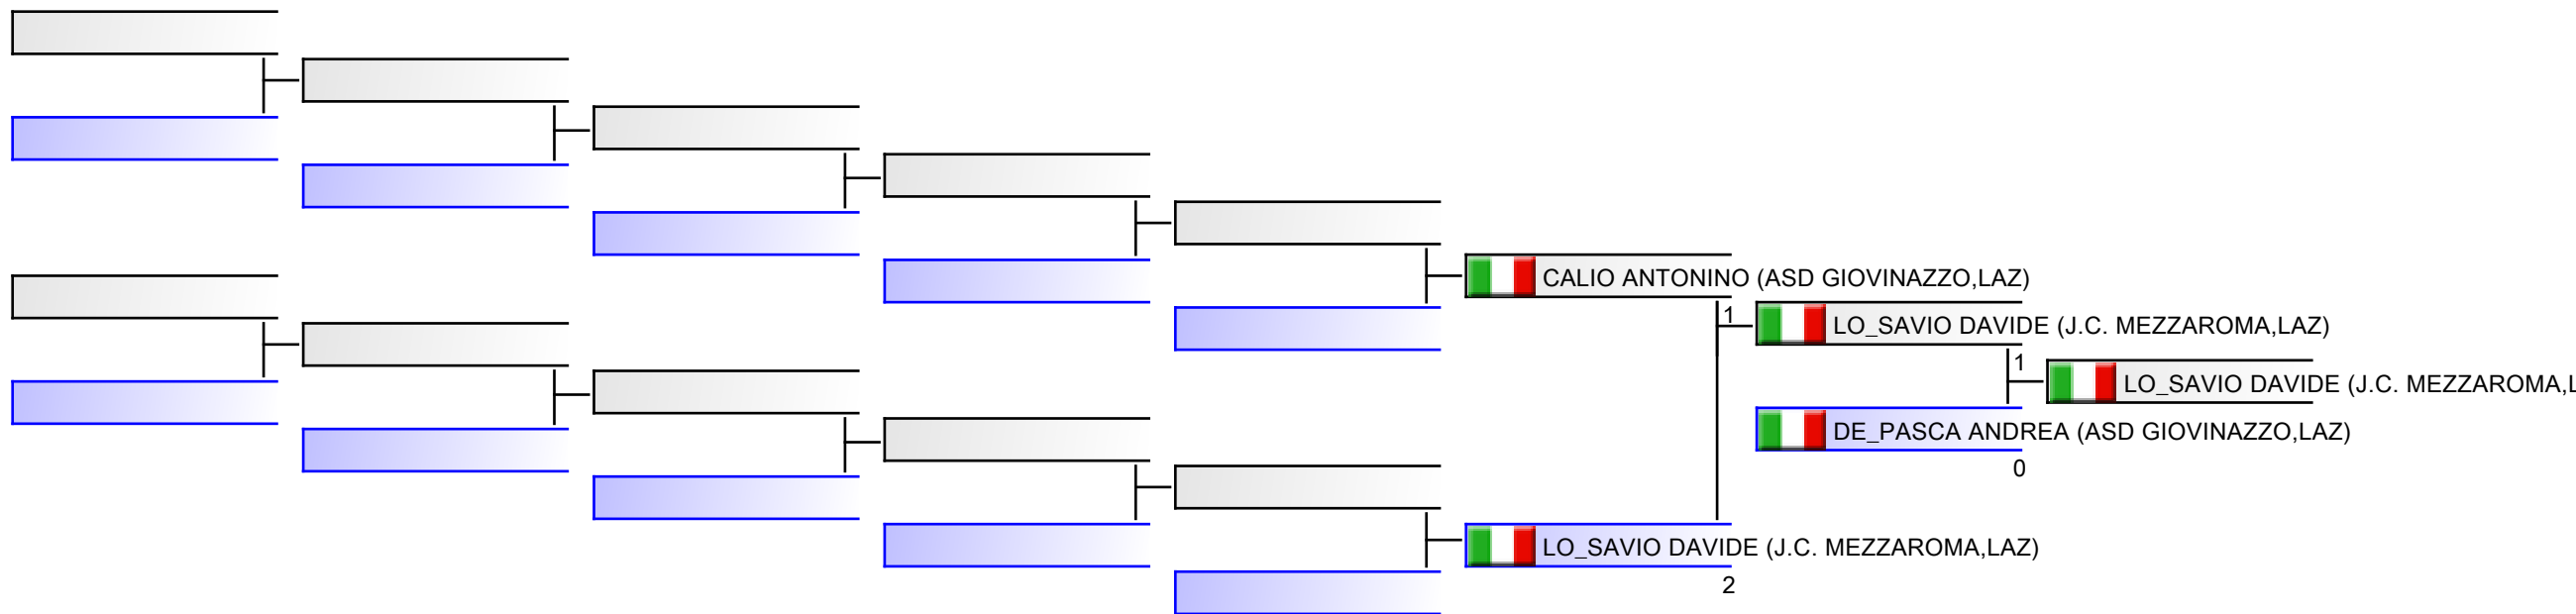 CALIO ANTONINO (ASD GIOVINAZZO,LAZ)
1
LO_SAVIO DAVIDE (J.C. MEZZAROMA,LAZ)
1
LO_SAVIO DAVIDE (J.C. MEZZAROMA,L
DE_PASCA ANDREA (ASD GIOVINAZZO,LAZ)
0
LO_SAVIO DAVIDE (J.C. MEZZAROMA,LAZ)
2